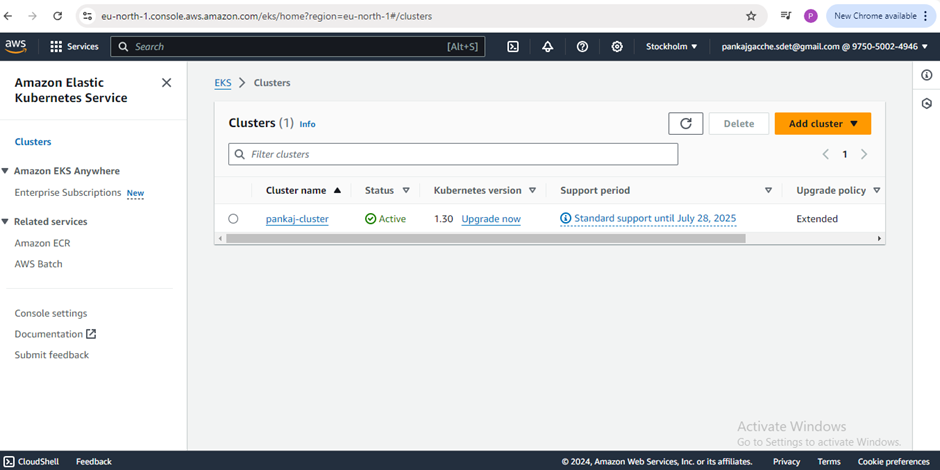 eu-north-1.console.aws.amazon.com/eks/home?region=eu-north-1#/clusters
New Chrome available
P
aws
Services
Search
[Alt+S]
Stockholm
pankajgacche.sdet@gmail.com @ 9750-5002-4946
Amazon Elastic
Kubernetes Service
Clusters
Amazon EKS Anywhere
Enterprise Subscriptions New
Related services
Amazon ECR
AWS Batch
Console settings
Documentation
Submit feedback
EKS
Clusters
Clusters (1) Info
Delete
Add cluster
Filter clusters
1
Cluster name
Status
Kubernetes version
Support period
Upgrade policy
pankaj-cluster
Active
1.30 Upgrade now
Standard support until July 28, 2025
Extended
Activate Windows
Go to Settings to activate Windows.
CloudShell
Feedback
© 2024, Amazon Web Services, Inc. or its affiliates.
Privacy
Terms
Cookie preferences